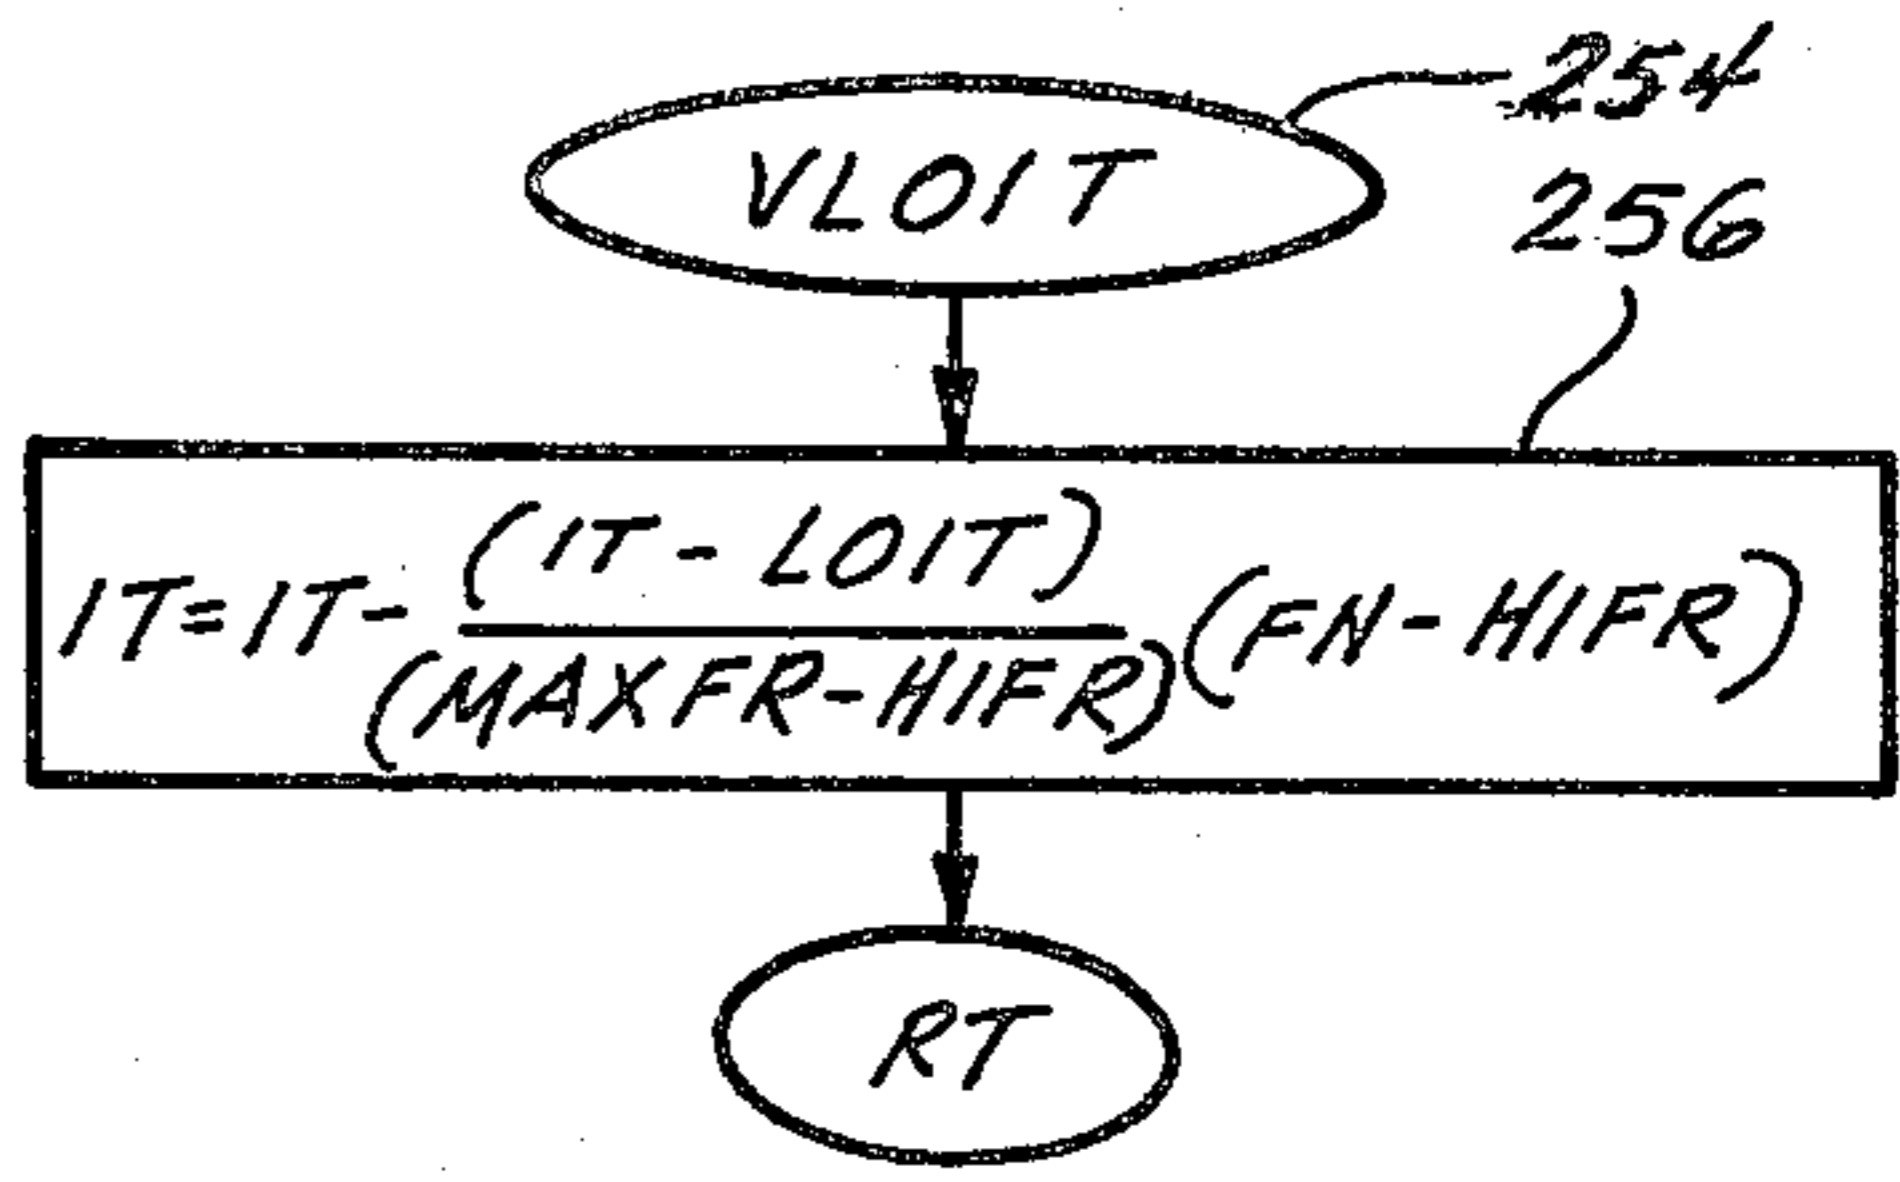 254
VLOIT
256
IT=IT- (IT - LOIT) / (MAXFR-HIFR) (FN-HIFR)
RT